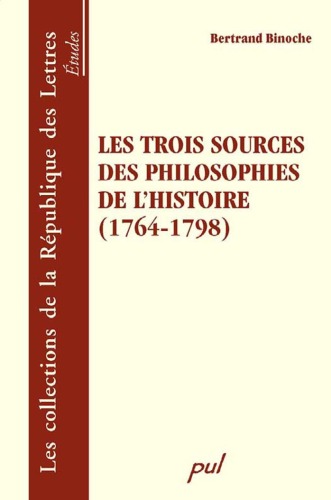 Bertrand Binoche
Les collections de la République des Lettres
Études
LES TROIS SOURCES
DES PHILOSOPHIES
DE L'HISTOIRE
(1764-1798)
pul